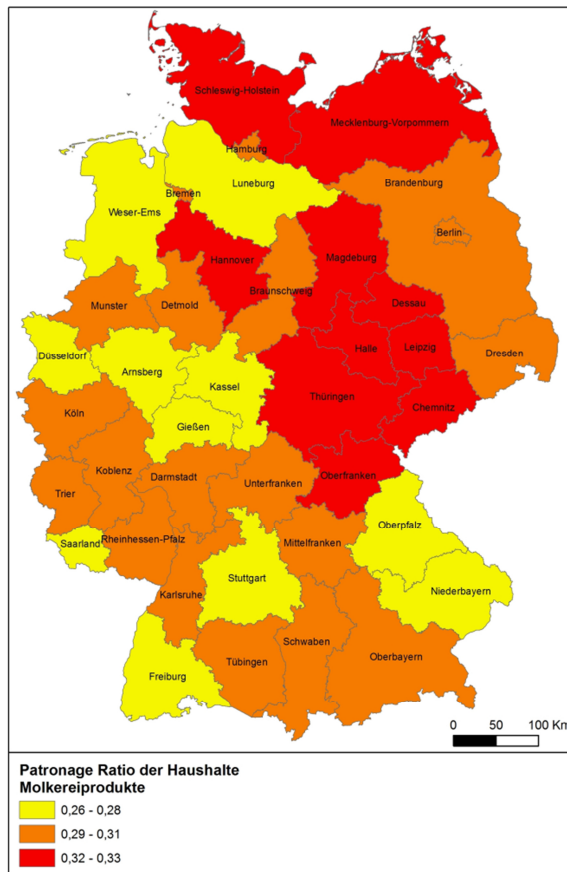 Schleswig-Holstein
Mecklenburg-Vorpommern
Hamburg
Luneburg
Brandenburg
Bremen
Weser-Ems
Berlin
Hannover
Magdeburg
Braunschweig
Munster
Detmold
Dessau
Halle
Leipzig
Düsseldorf
Dresden
Arnsberg
Kassel
Thüringen
Chemnitz
Köln
Gießen
Koblenz
Darmstadt
Oberfranken
Unterfranken
Trier
Oberpfalz
Saarland
Rheinhessen-Pfalz
Mittelfranken
Stuttgart
Niederbayern
Karlsruhe
Schwaben
Oberbayern
Tübingen
Freiburg
0 50 100 Km
Patronage Ratio der Haushalte
Molkereiprodukte
0,26 - 0,28
0,29 - 0,31
0,32 - 0,33